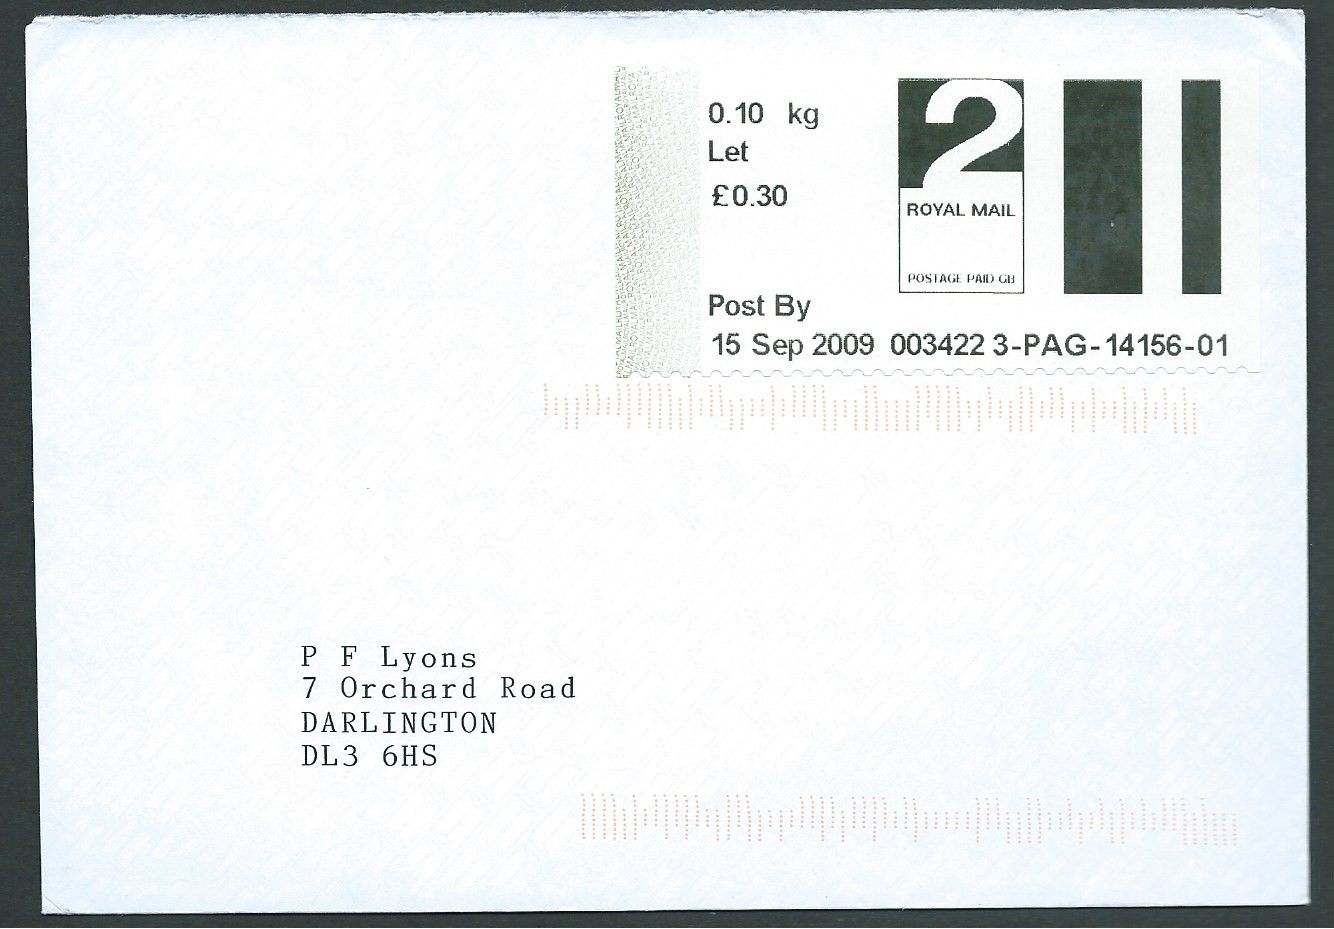 0.10 kg
Let
£0.30
2
ROYAL MAIL
POSTAGE PAID GB
Post By
15 Sep 2009 003422 3-PAG-14156-01
P F Lyons
7 Orchard Road
DARLINGTON
DL3 6HS